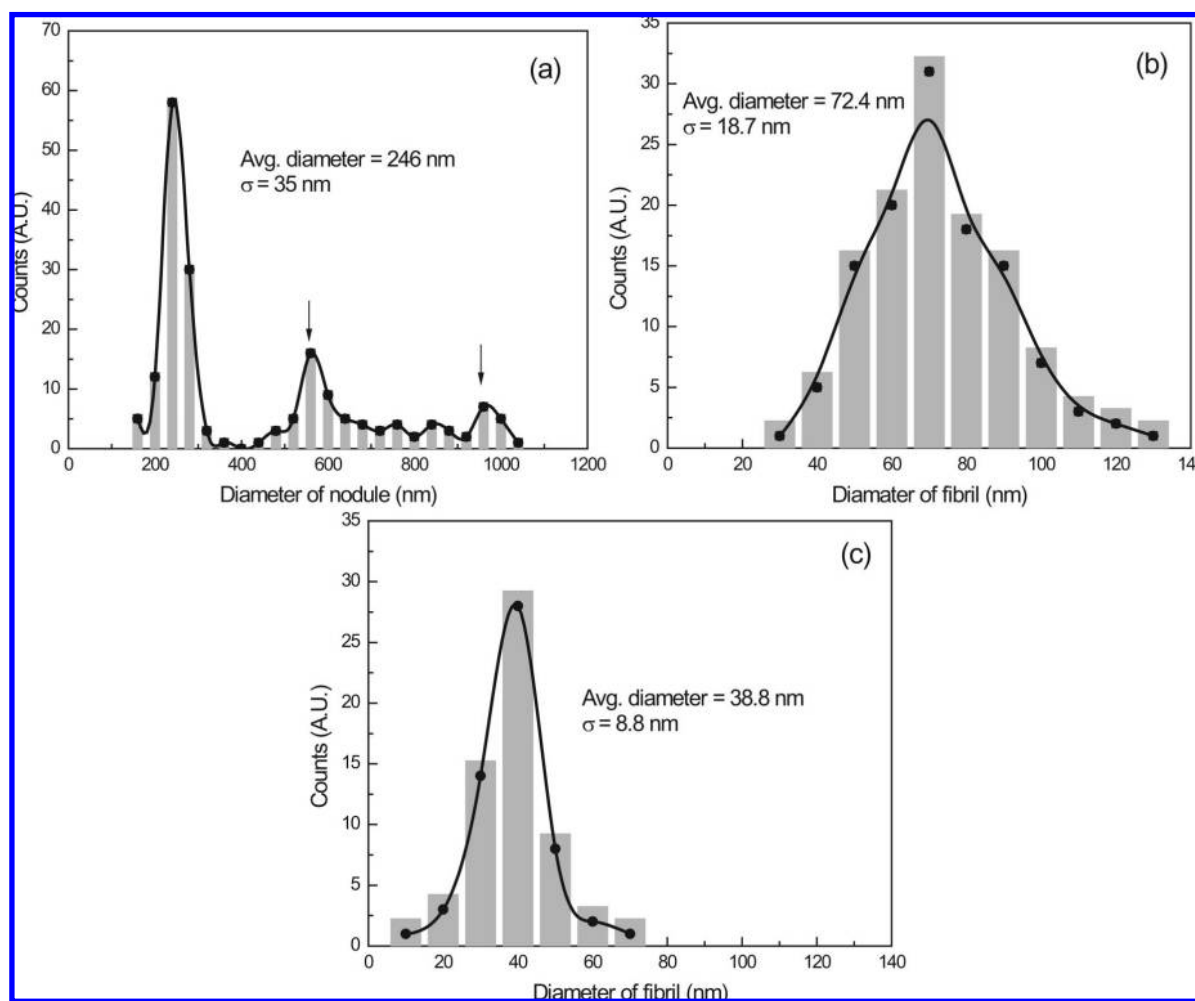 (a)
Avg. diameter = 246 nm
σ = 35 nm
Counts (A.U.)
70
60
50
40
30
20
10
0
0 200 400 600 800 1000 1200
Diameter of nodule (nm)
(b)
Avg. diameter = 72.4 nm
σ = 18.7 nm
Counts (A.U.)
35
30
25
20
15
10
5
0
0 20 40 60 80 100 120 14
Diamater of fibril (nm)
(c)
Avg. diameter = 38.8 nm
σ = 8.8 nm
Counts (A.U.)
35
30
25
20
15
10
5
0
0 20 40 60 80 100 120 140
Diameter of fibril (nm)